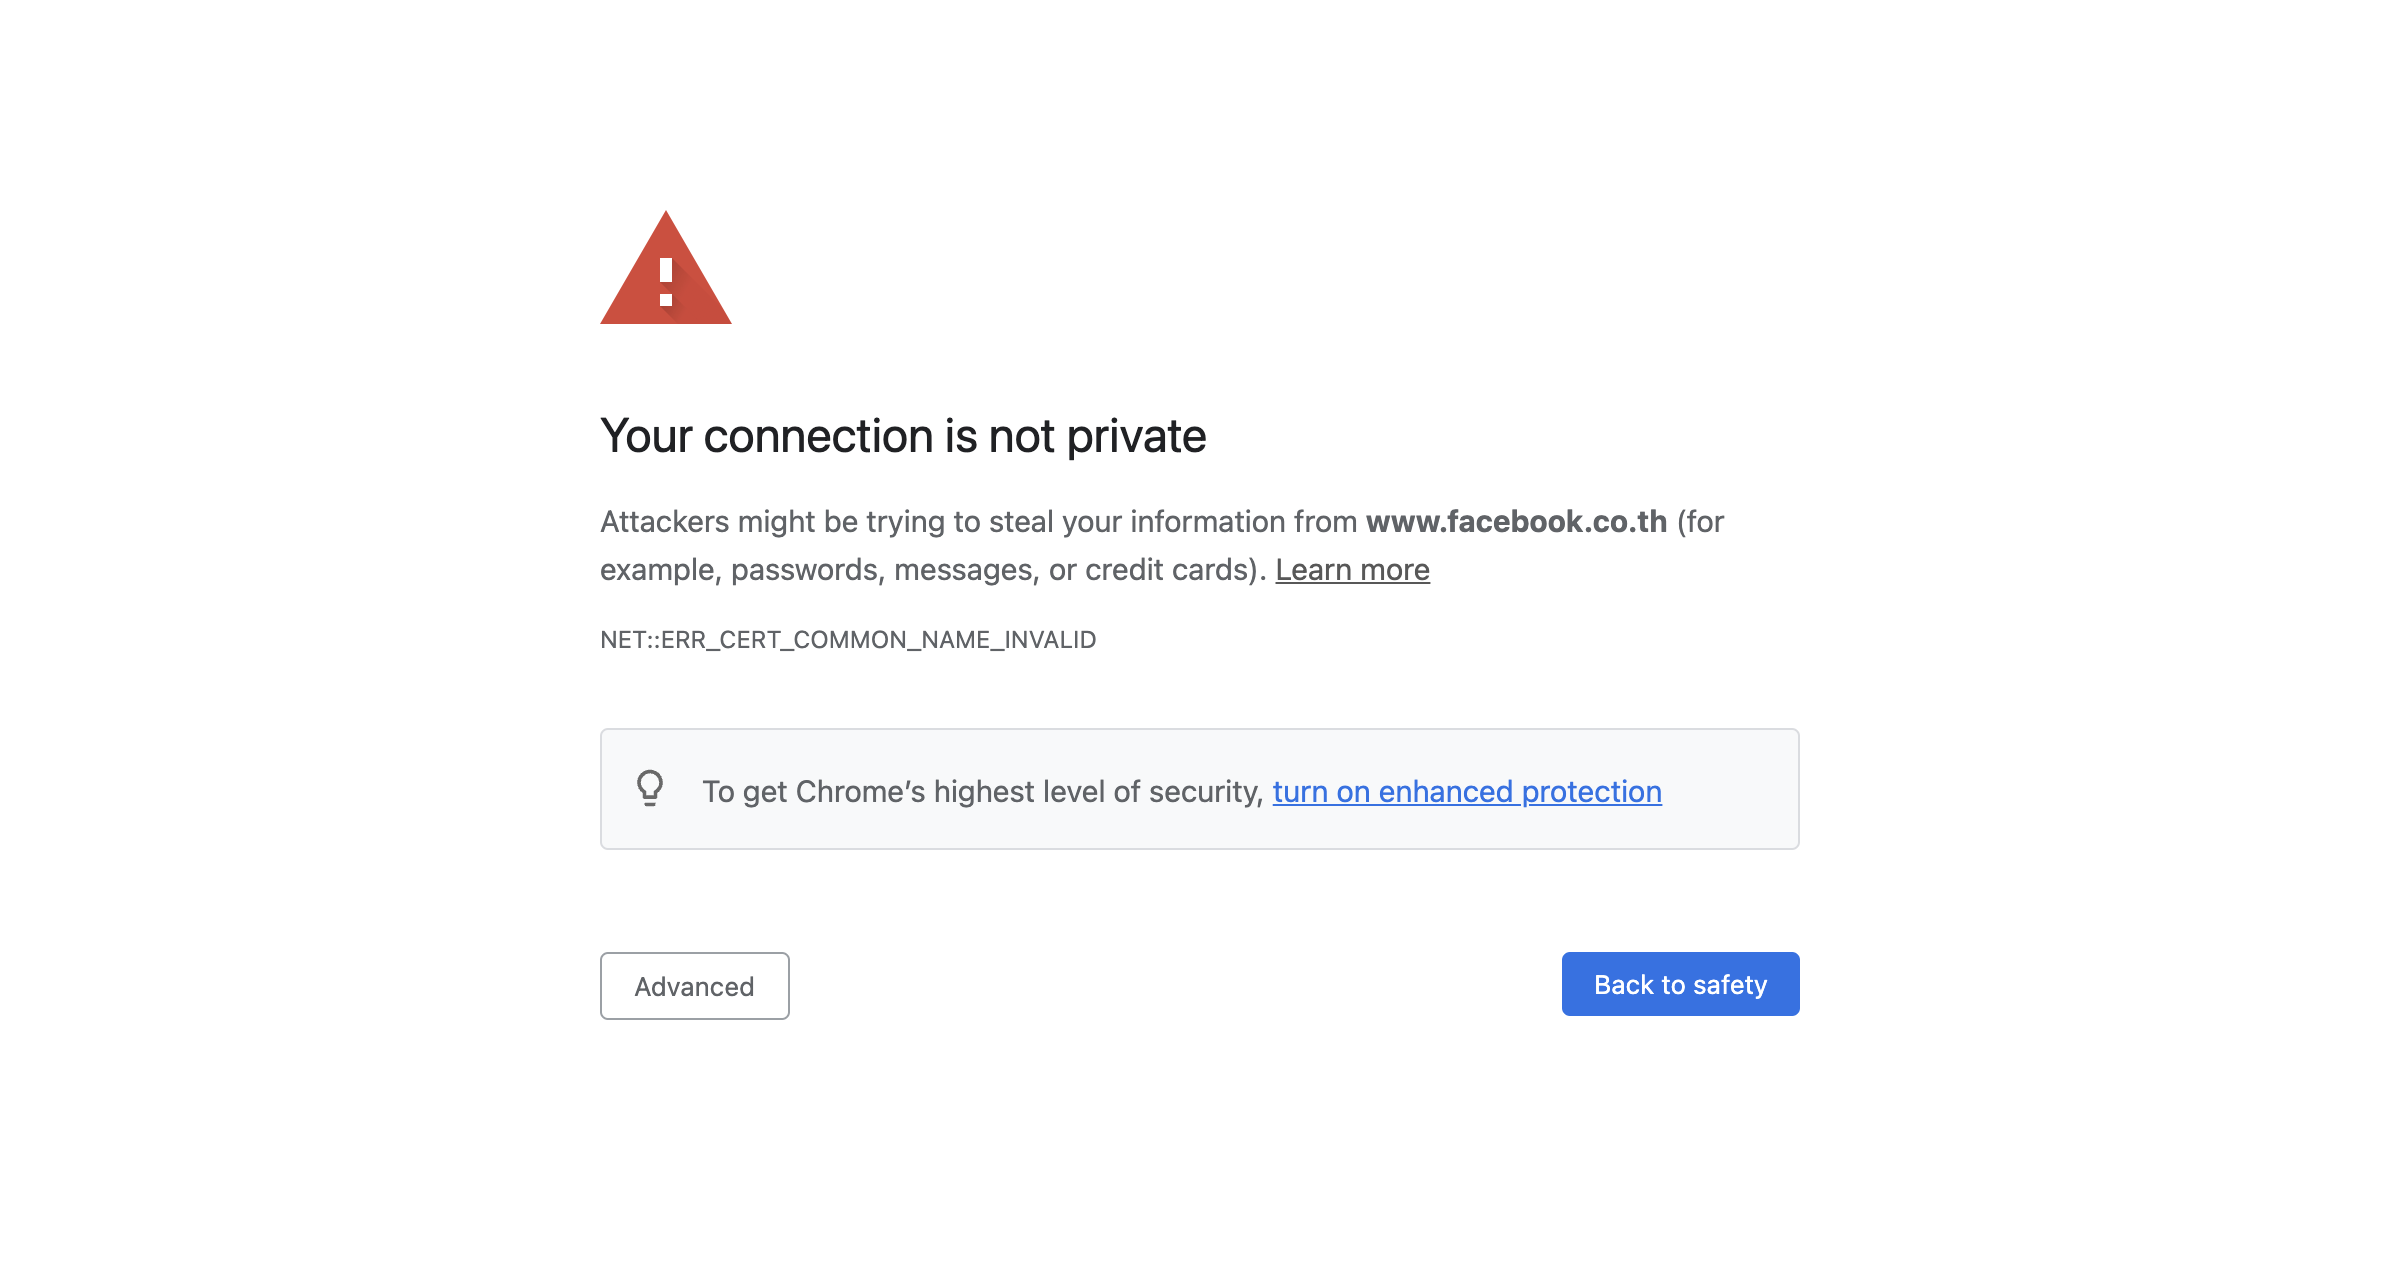 Your connection is not private
Attackers might be trying to steal your information from www.facebook.co.th (for
example, passwords, messages, or credit cards). Learn more
NET::ERR_CERT_COMMON_NAME_INVALID
To get Chrome’s highest level of security, turn on enhanced protection
Advanced
Back to safety